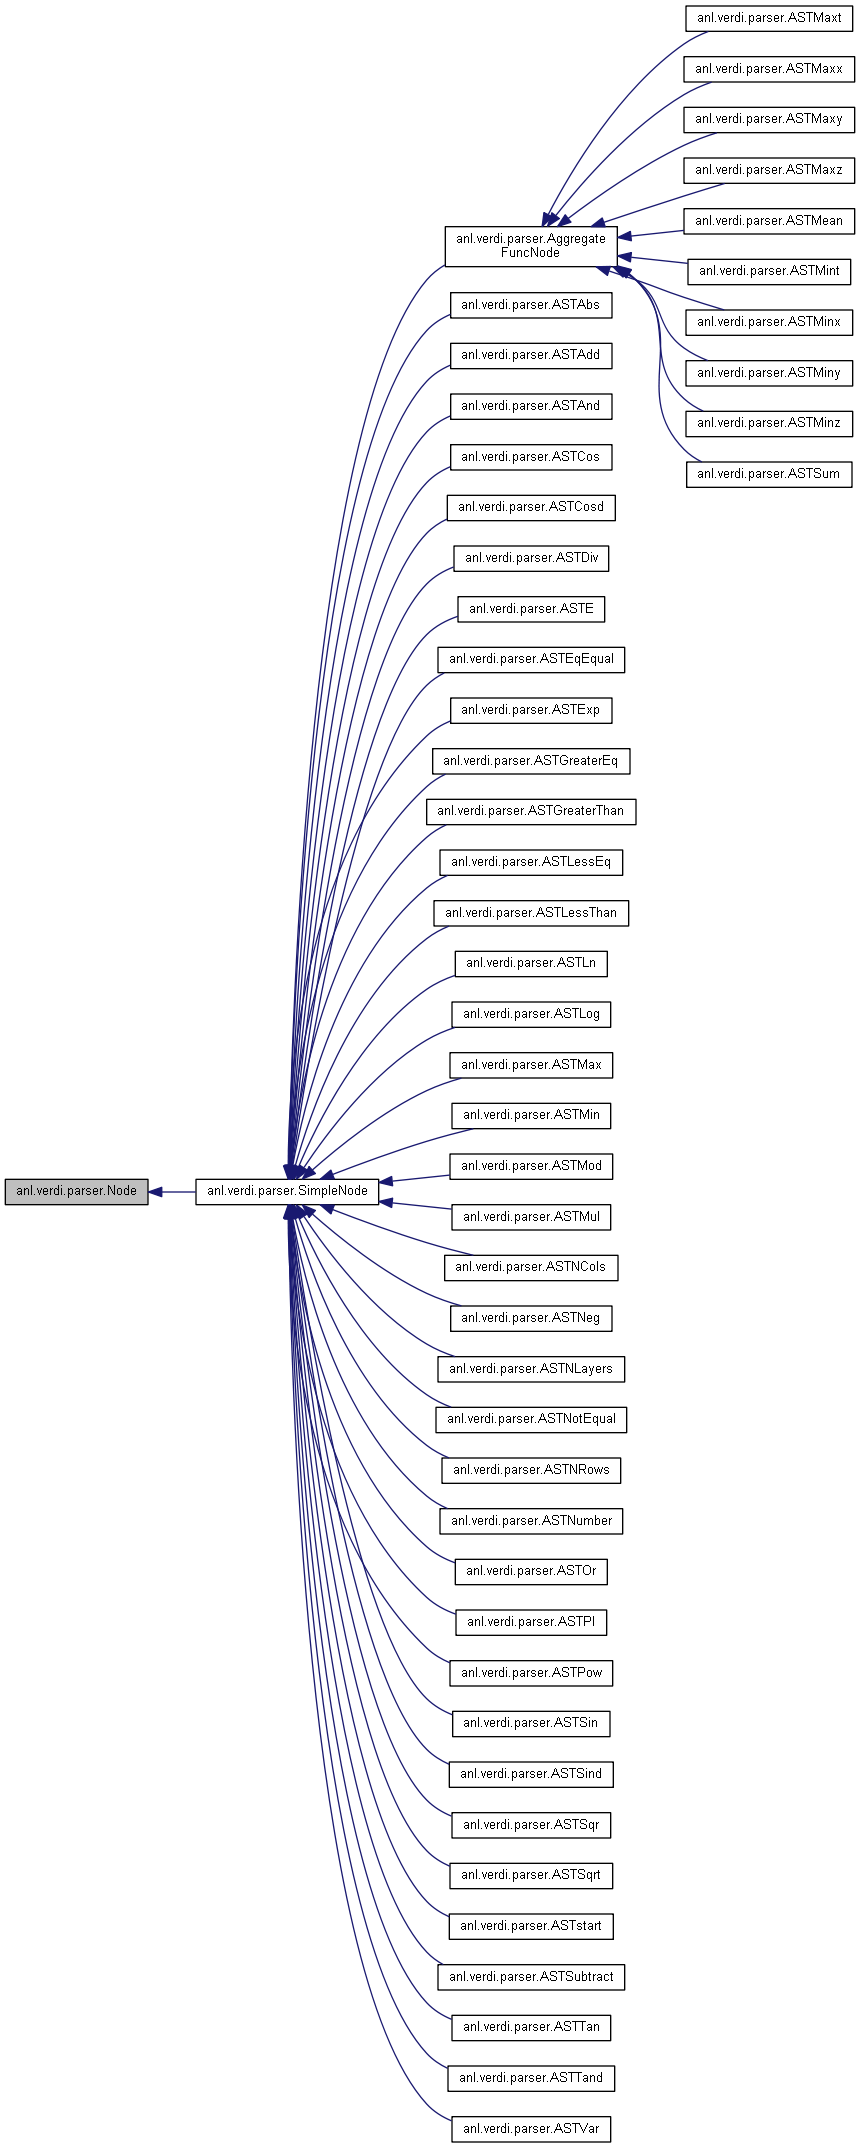 anl.verdi.parser.Node
anl.verdi.parser.SimpleNode
anl.verdi.parser.Aggregate
FuncNode
anl.verdi.parser.ASTAbs
anl.verdi.parser.ASTAdd
anl.verdi.parser.ASTAnd
anl.verdi.parser.ASTCos
anl.verdi.parser.ASTCosd
anl.verdi.parser.ASTDiv
anl.verdi.parser.ASTE
anl.verdi.parser.ASTEqEqual
anl.verdi.parser.ASTExp
anl.verdi.parser.ASTGreaterEq
anl.verdi.parser.ASTGreaterThan
anl.verdi.parser.ASTLessEq
anl.verdi.parser.ASTLessThan
anl.verdi.parser.ASTLn
anl.verdi.parser.ASTLog
anl.verdi.parser.ASTMax
anl.verdi.parser.ASTMin
anl.verdi.parser.ASTMod
anl.verdi.parser.ASTMul
anl.verdi.parser.ASTNCols
anl.verdi.parser.ASTNeg
anl.verdi.parser.ASTNLayers
anl.verdi.parser.ASTNotEqual
anl.verdi.parser.ASTNRows
anl.verdi.parser.ASTNumber
anl.verdi.parser.ASTOr
anl.verdi.parser.ASTPI
anl.verdi.parser.ASTPow
anl.verdi.parser.ASTSin
anl.verdi.parser.ASTSind
anl.verdi.parser.ASTSqr
anl.verdi.parser.ASTSqrt
anl.verdi.parser.ASTstart
anl.verdi.parser.ASTSubtract
anl.verdi.parser.ASTTan
anl.verdi.parser.ASTTand
anl.verdi.parser.ASTVar
anl.verdi.parser.ASTMaxt
anl.verdi.parser.ASTMaxx
anl.verdi.parser.ASTMaxy
anl.verdi.parser.ASTMaxz
anl.verdi.parser.ASTMean
anl.verdi.parser.ASTMint
anl.verdi.parser.ASTMinx
anl.verdi.parser.ASTMiny
anl.verdi.parser.ASTMinz
anl.verdi.parser.ASTSum